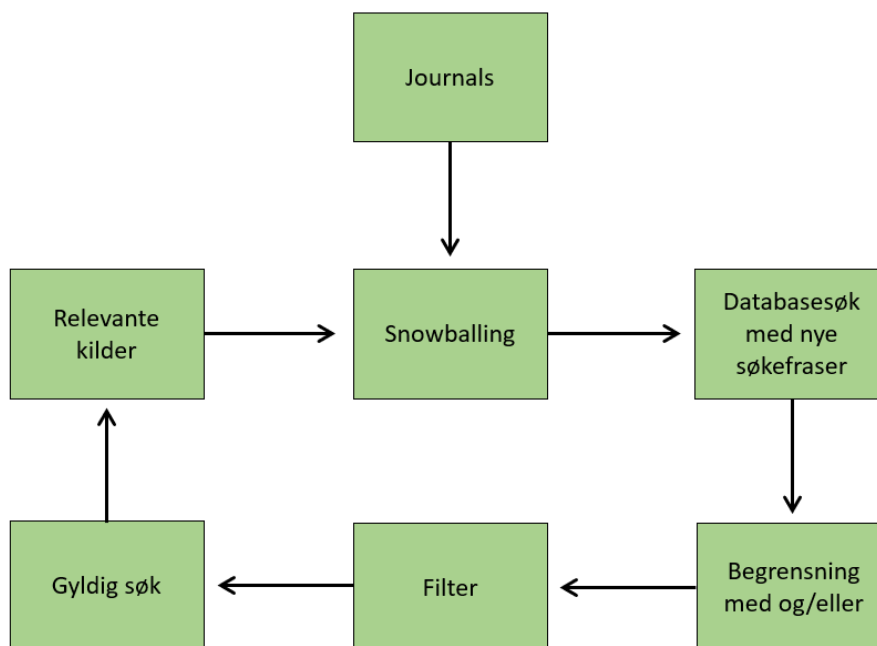 Journals
Relevante
kilder
Snowballing
Databasesøk
med nye
søkefraser
Gyldig søk
Filter
Begrensning
med og/eller